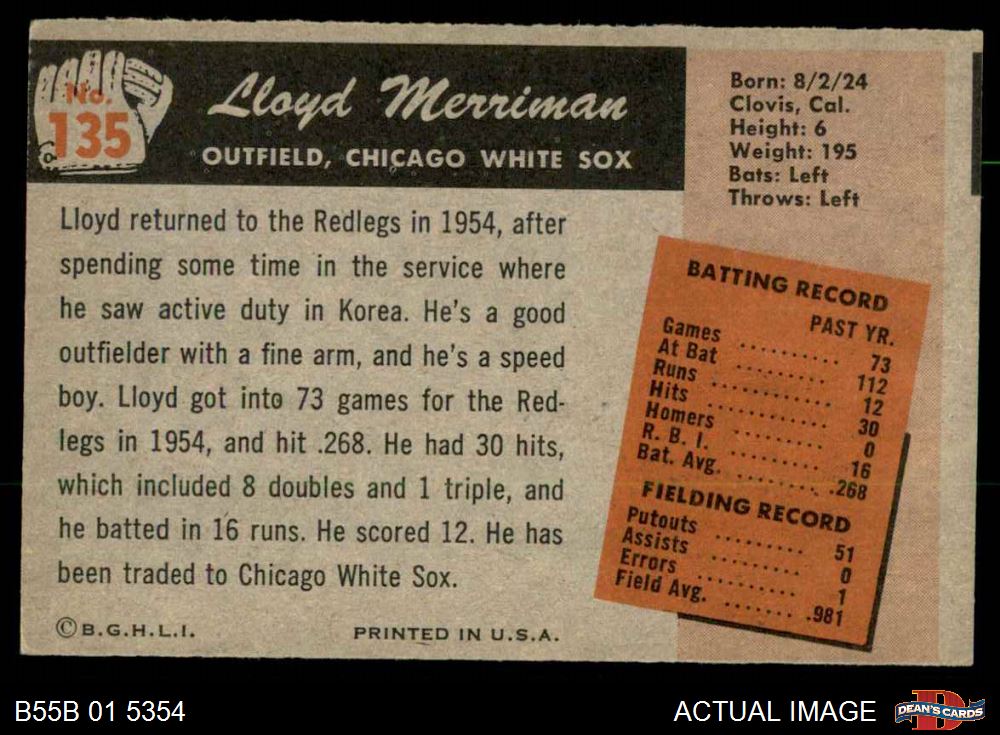 No.
135
Lloyd Merriman
OUTFIELD, CHICAGO WHITE SOX
Born: 8/2/24
Clovis, Cal.
Height: 6
Weight: 195
Bats: Left
Throws: Left
Lloyd returned to the Redlegs in 1954, after
spending some time in the service where
he saw active duty in Korea. He's a good
outfielder with a fine arm, and he's a speed
boy. Lloyd got into 73 games for the Red-
legs in 1954, and hit .268. He had 30 hits,
which included 8 doubles and 1 triple, and
he batted in 16 runs. He scored 12. He has
been traded to Chicago White Sox.
©B.G.H.L.I.
PRINTED IN U.S.A.
BATTING RECORD
PAST YR.
Games .......... 73
At Bat ......... 112
Runs ........... 12
Hits ........... 30
Homers ......... 0
R. B. I. ......... 16
Bat. Avg. ........ .268
FIELDING RECORD
Putouts ......... 51
Assists ......... 0
Errors .......... 1
Field Avg. ....... .981
B55B 01 5354
ACTUAL IMAGE
D
DEAN'S CARDS